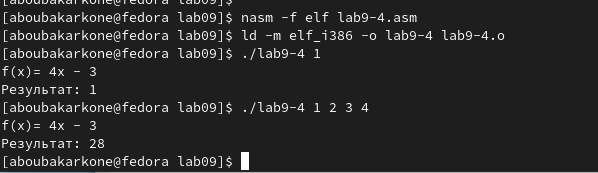 [aboubakarkone@fedora lab09]$ nasm -f elf lab9-4.asm
[aboubakarkone@fedora lab09]$ ld -m elf_i386 -o lab9-4 lab9-4.o
[aboubakarkone@fedora lab09]$ ./lab9-4 1
f(x)= 4x - 3
Результат: 1
[aboubakarkone@fedora lab09]$ ./lab9-4 1 2 3 4
f(x)= 4x - 3
Результат: 28
[aboubakarkone@fedora lab09]$